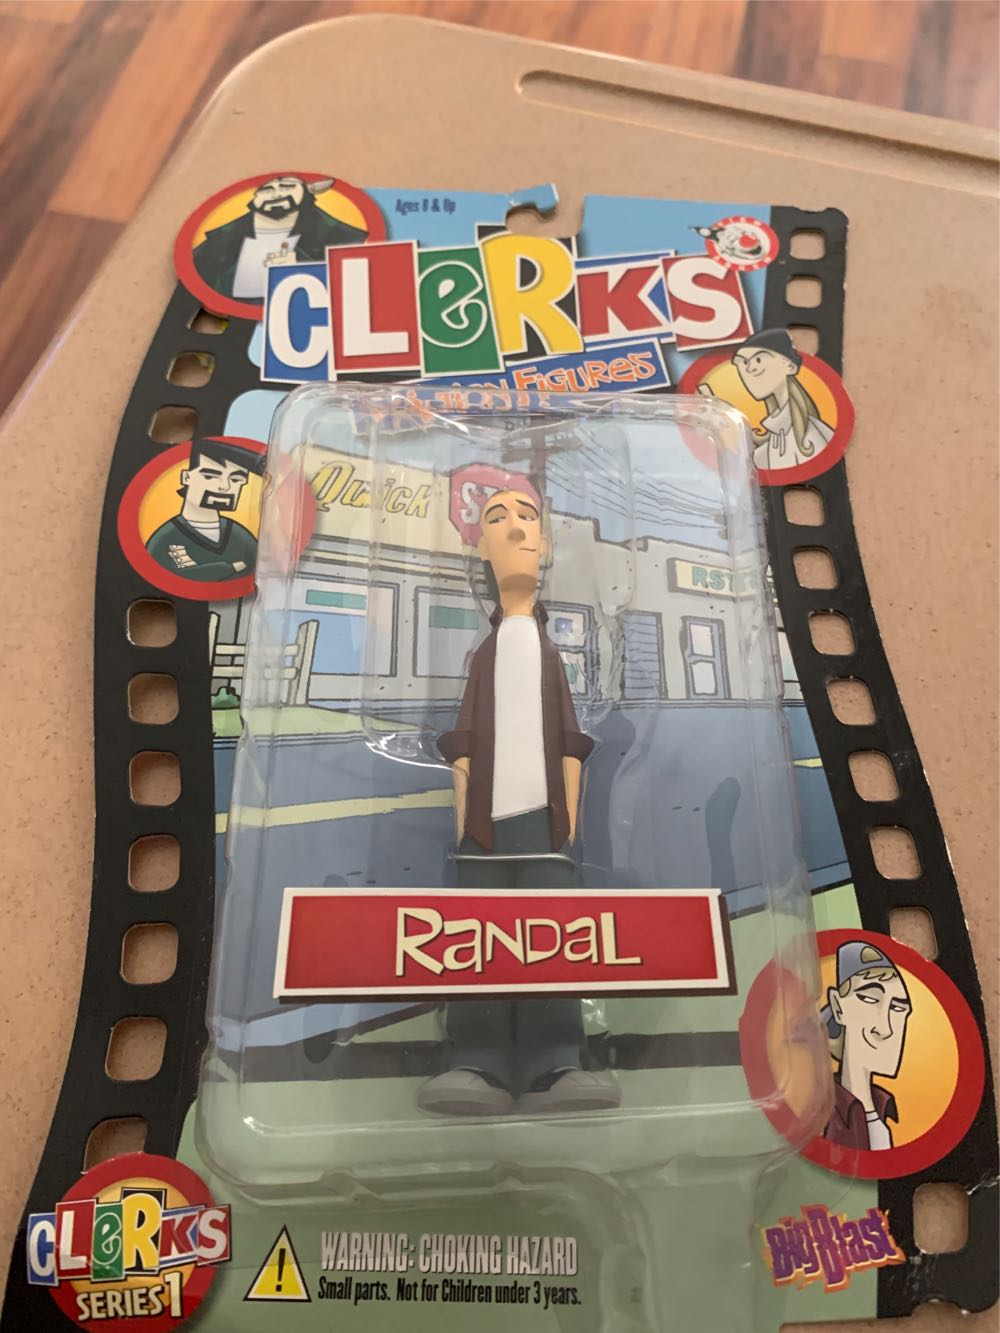 Ages 8 & Up
CLeRKS
Action Figures
Quick
ST
RST
RaNDaL
CLeRKS
SERIES 1
WARNING: CHOKING HAZARD
Small parts. Not for Children under 3 years.
Big Blast